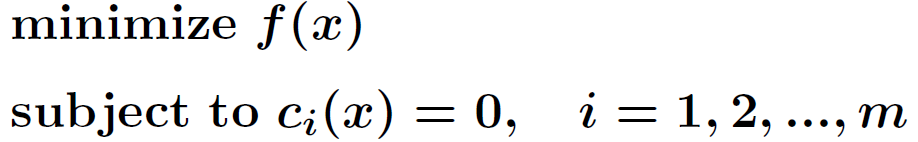 minimize f(x)
subject to cᵢ(x) = 0, i = 1, 2, ..., m